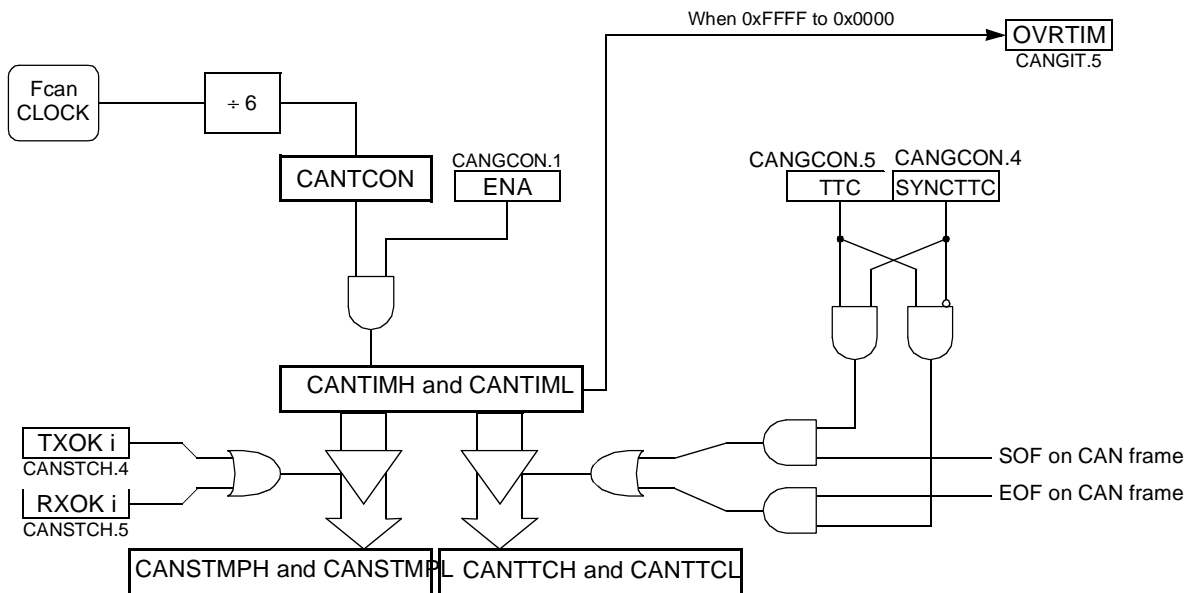 When 0xFFFF to 0x0000
OVRTIM
CANGIT.5
Fcan
CLOCK
÷ 6
CANTCON
CANGCON.1
ENA
CANGCON.5
CANGCON.4
TTC
SYNCTTC
CANTIMH and CANTIML
TXOK i
CANSTCH.4
RXOK i
CANSTCH.5
SOF on CAN frame
EOF on CAN frame
CANSTMPH and CANSTMPL
CANTTCH and CANTTCL